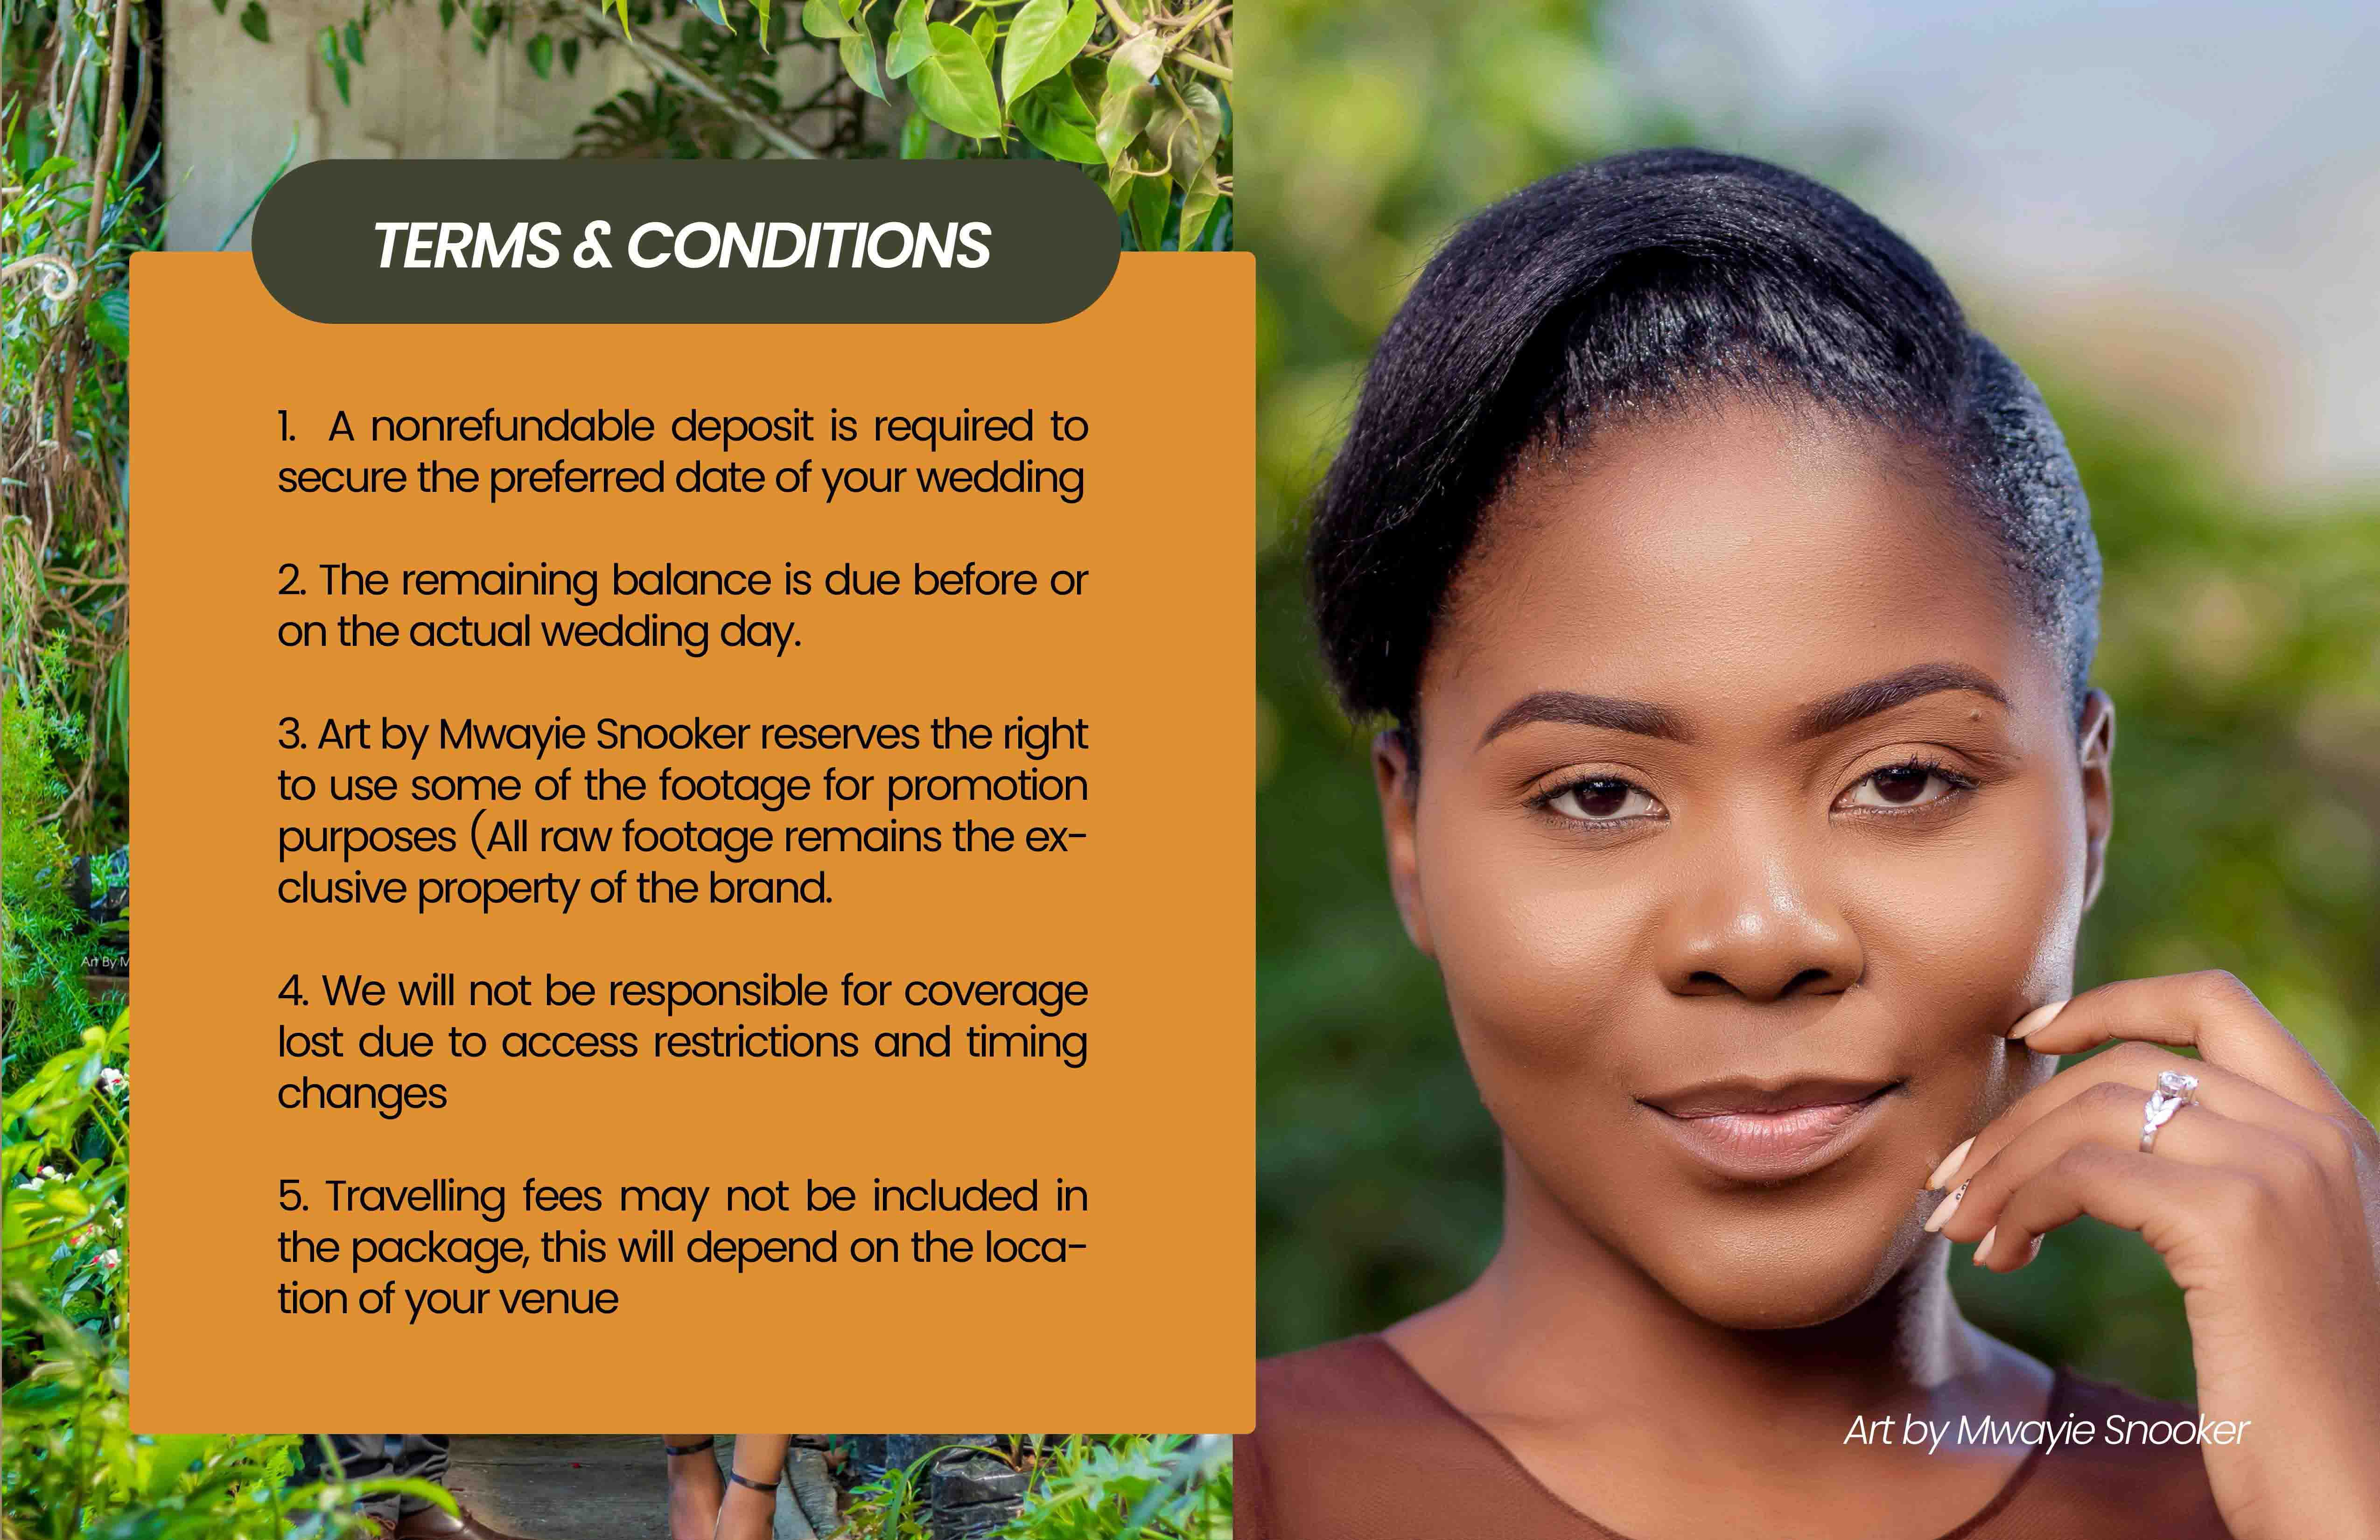 TERMS & CONDITIONS
1. A nonrefundable deposit is required to
secure the preferred date of your wedding
2. The remaining balance is due before or
on the actual wedding day.
3. Art by Mwayie Snooker reserves the right
to use some of the footage for promotion
purposes (All raw footage remains the ex-
clusive property of the brand.
4. We will not be responsible for coverage
lost due to access restrictions and timing
changes
5. Travelling fees may not be included in
the package, this will depend on the loca-
tion of your venue
Art By M
Art by Mwayie Snooker